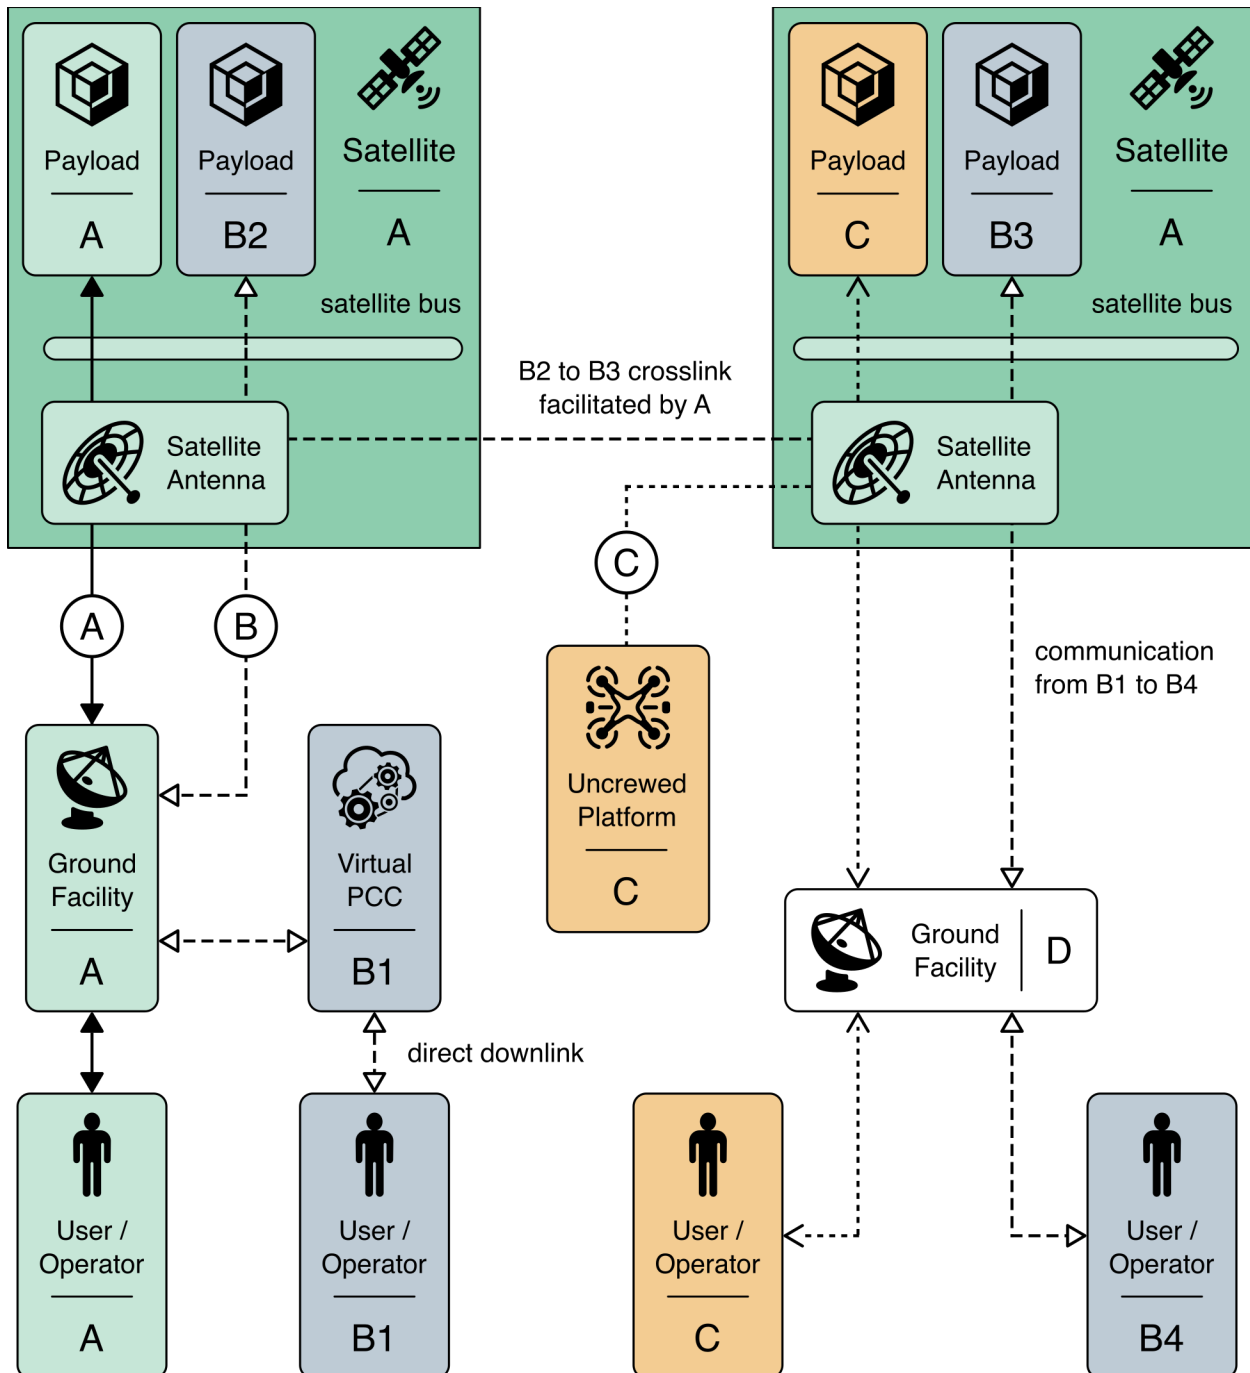 Payload
A
Payload
B2
Satellite
A
satellite bus
Satellite
Antenna
Payload
C
Payload
B3
Satellite
A
satellite bus
Satellite
Antenna
B2 to B3 crosslink
facilitated by A
A
B
C
communication
from B1 to B4
Ground
Facility
A
Virtual
PCC
B1
Uncrewed
Platform
C
Ground
Facility
D
direct downlink
User /
Operator
A
User /
Operator
B1
User /
Operator
C
User /
Operator
B4